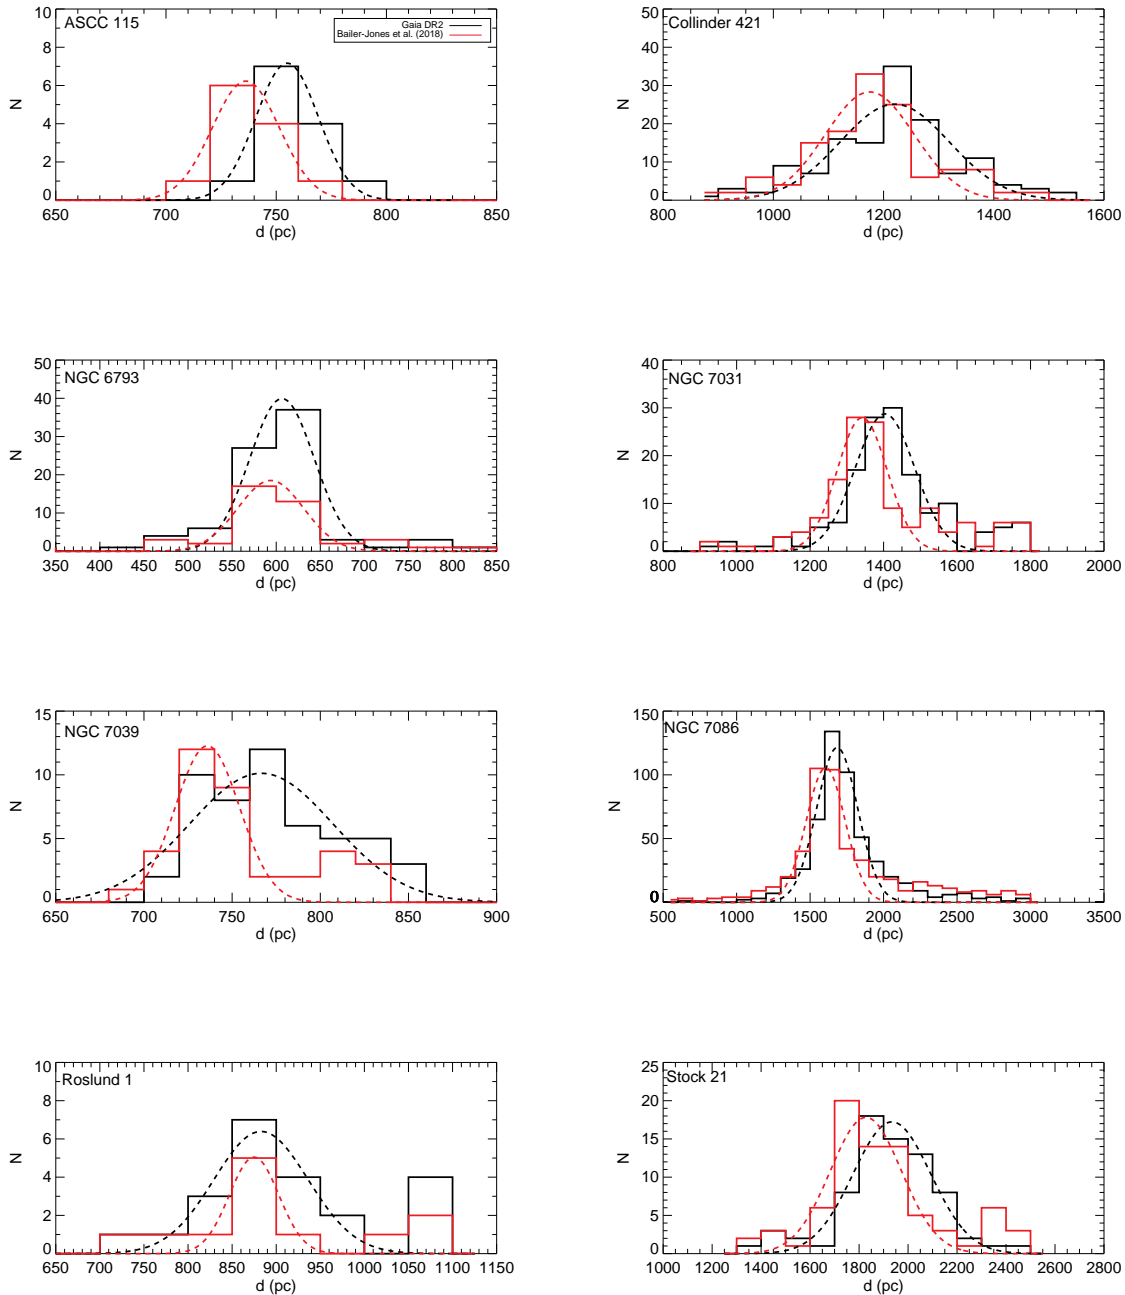 ASCC 115
Gaia DR2
Bailer-Jones et al. (2018)
N
10
8
6
4
2
0
650 700 750 800 850
d (pc)
Collinder 421
N
50
40
30
20
10
0
800 1000 1200 1400 1600
d (pc)
NGC 6793
N
50
40
30
20
10
0
350 400 450 500 550 600 650 700 750 800 850
d (pc)
NGC 7031
N
40
30
20
10
0
800 1000 1200 1400 1600 1800 2000
d (pc)
NGC 7039
N
15
10
5
0
650 700 750 800 850 900
d (pc)
NGC 7086
N
150
100
50
0
500 1000 1500 2000 2500 3000 3500
d (pc)
Roslund 1
N
10
8
6
4
2
0
650 700 750 800 850 900 950 1000 1050 1100 1150
d (pc)
Stock 21
N
25
20
15
10
5
0
1000 1200 1400 1600 1800 2000 2200 2400 2600 2800
d (pc)